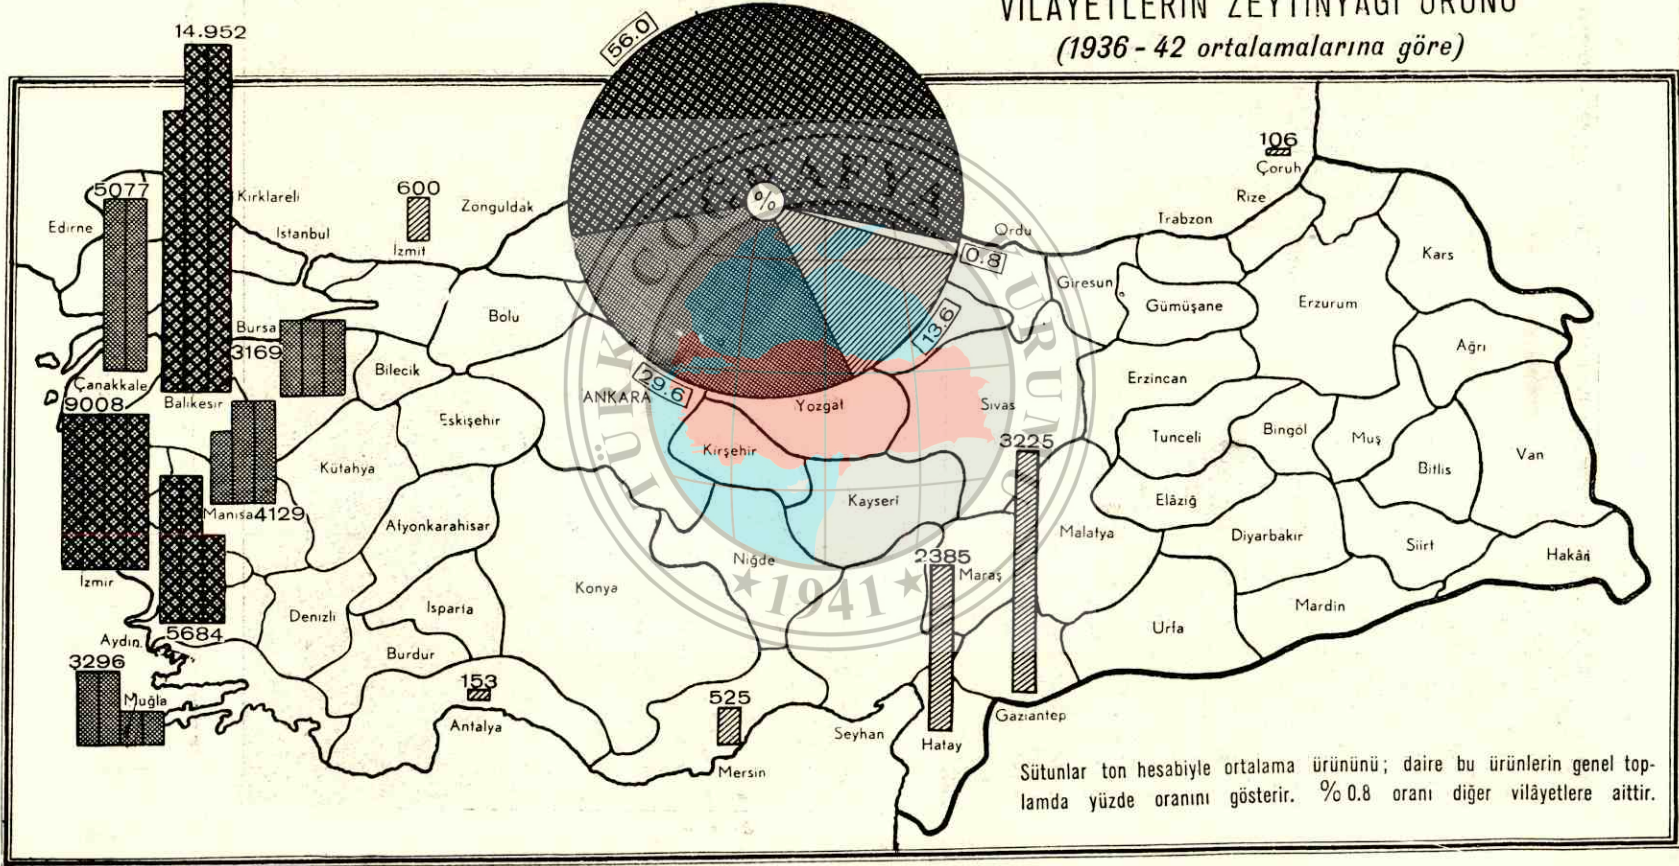 VİLÂYETLERİN ZEYTİNYAĞI ÜRÜNÜ
(1936-42 ortalamalarına göre)
14.952
56.0
%
0.8
13.6
29.6
5077
Edirne
Kırklareli
İstanbul
600
İzmit
Zonguldak
Ordu
Trabzon
Rize
106
Çoruh
Kars
Giresun
Gümüşane
Erzurum
Ağrı
Bolu
Bursa
3169
Bilecik
Çanakkale
Balıkesir
9008
İzmir
Manisa 4129
Kütahya
Eskişehir
ANKARA
Yozgat
Kırşehir
Kayseri
Sıvas
Erzincan
Tunceli
Bingöl
Muş
Bitlis
Van
Elâzığ
Malatya
Diyarbakır
Siirt
Hakâri
Mardin
Urfa
Afyonkarahisar
Konya
Niğde
Isparta
Denizli
Burdur
Aydın
5684
3296
Muğla
153
Antalya
525
Mersin
Seyhan
2385
Maraş
Hatay
3225
Gaziantep
TÜRK COĞRAFYA KURUMU
1941
Sütunlar ton hesabiyle ortalama ürününü; daire bu ürünlerin genel top-
lamda yüzde oranını gösterir. % 0.8 oranı diğer vilâyetlere aittir.